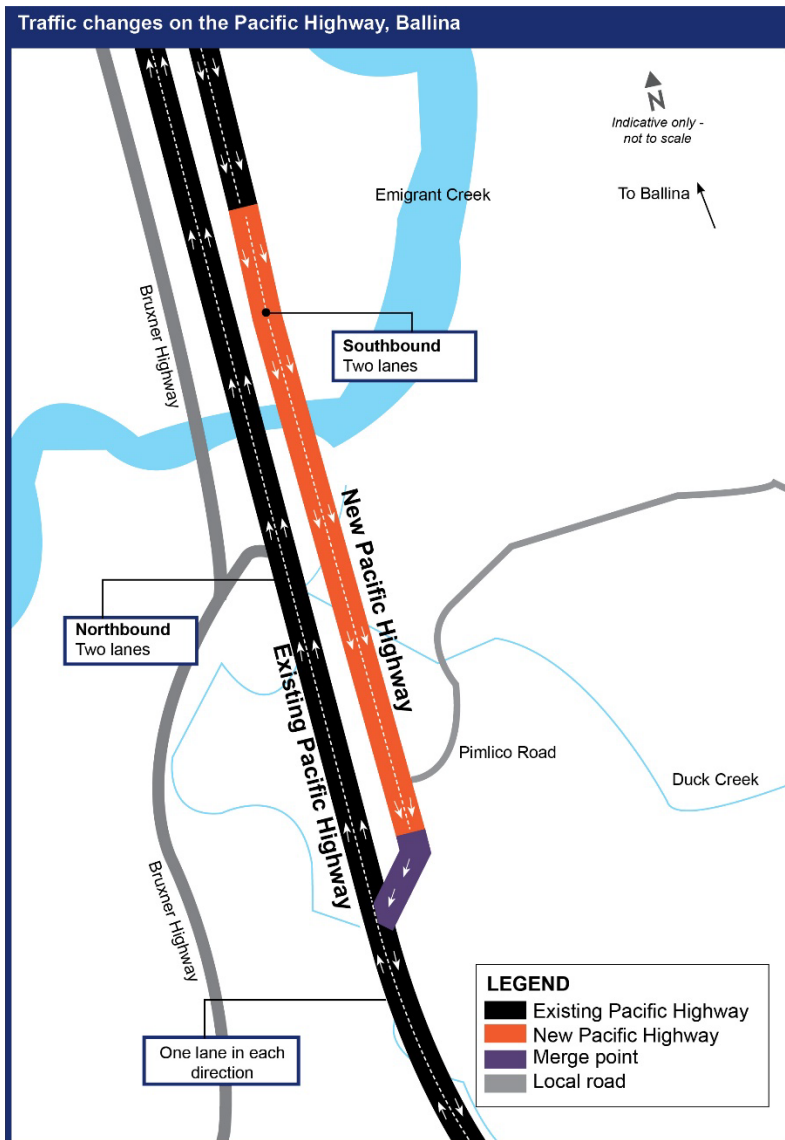 Traffic changes on the Pacific Highway, Ballina
N
Indicative only -
not to scale
To Ballina
Emigrant Creek
Bruxner Highway
Southbound
Two lanes
New Pacific Highway
Northbound
Two lanes
Existing Pacific Highway
Pimlico Road
Duck Creek
Bruxner Highway
One lane in each
direction
LEGEND
Existing Pacific Highway
New Pacific Highway
Merge point
Local road